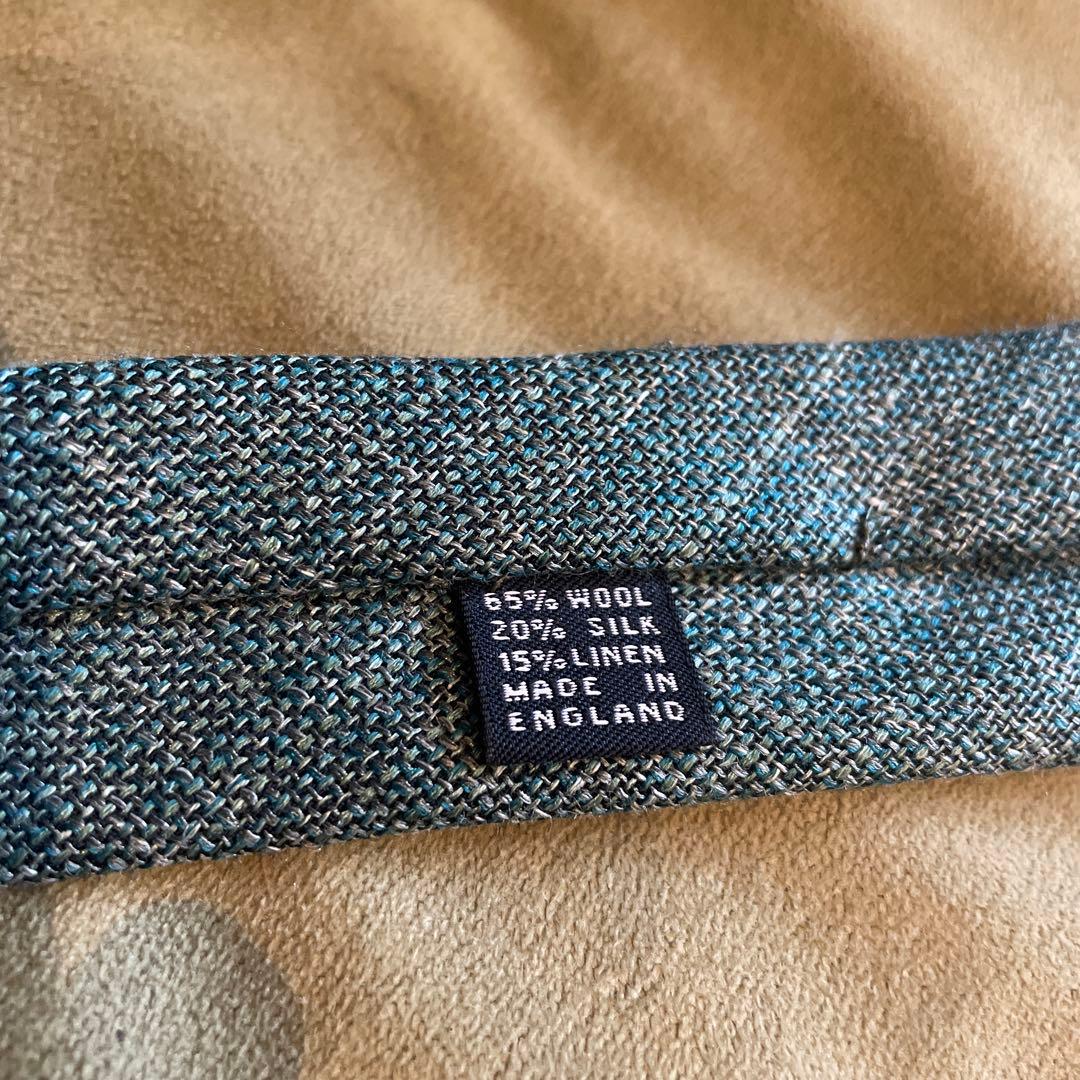 65% WOOL
20% SILK
15% LINEN
MADE IN
ENGLAND